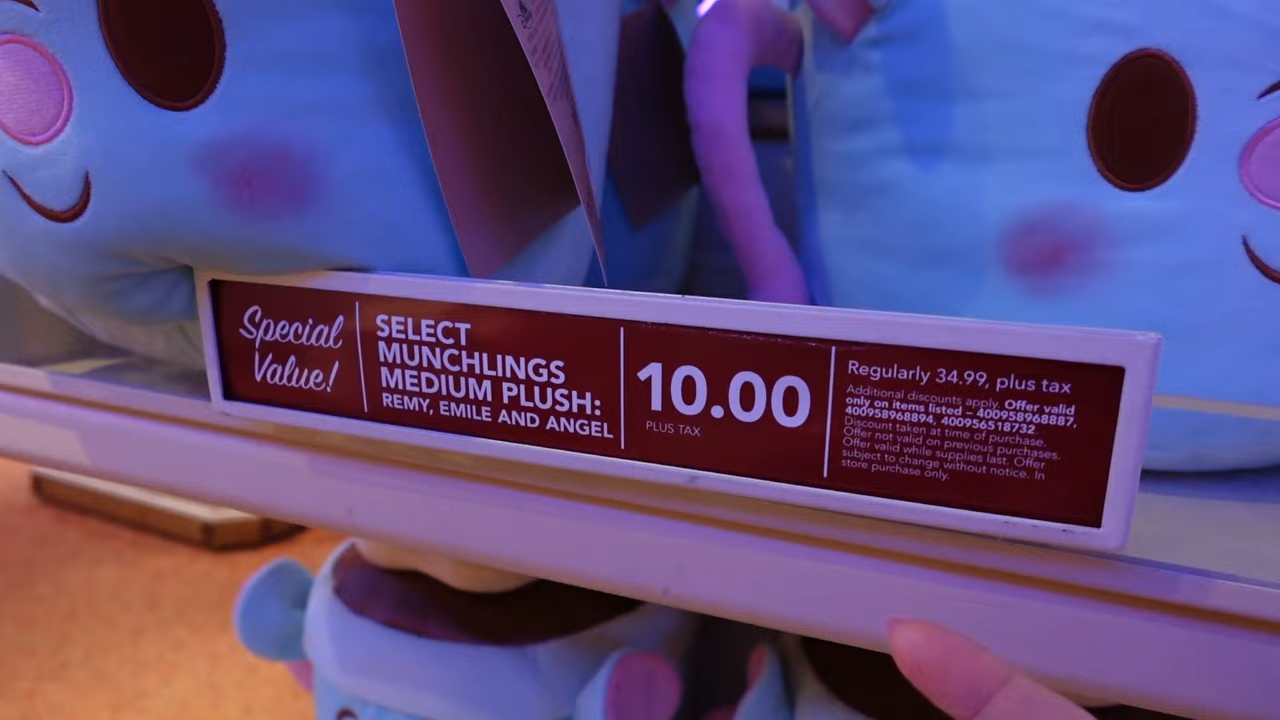 Special
Value!
SELECT
MUNCHLINGS
MEDIUM PLUSH:
REMY, EMILE AND ANGEL
10.00
PLUS TAX
Regularly 34.99, plus tax
Additional discounts apply. Offer valid
only on items listed – 400958968887,
400958968894, 400956518732.
Discount taken at time of purchase.
Offer not valid on previous purchases.
Offer valid while supplies last. Offer
subject to change without notice. In
store purchase only.